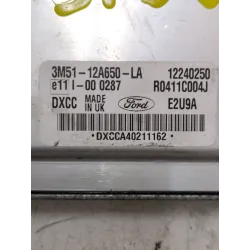 3M51-12A650-LA 12240250
e11 I-00 0287 R0411C004J
DXCC MADE IN UK Ford E2U9A
*DXCCA40211162*